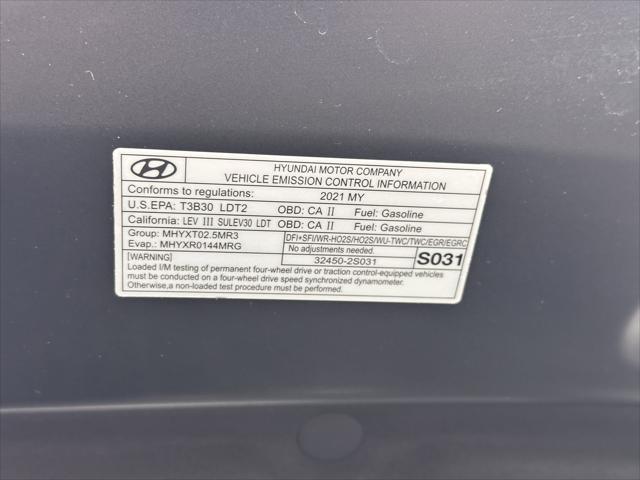 HYUNDAI MOTOR COMPANY
VEHICLE EMISSION CONTROL INFORMATION
Conforms to regulations: 2021 MY
U.S.EPA: T3B30 LDT2 OBD: CA II Fuel: Gasoline
California: LEV III SULEV30 LDT OBD: CA II Fuel: Gasoline
Group: MHYXT02.5MR3
Evap.: MHYXR0144MRG
DFI+SFI/WR-HO2S/HO2S/WU-TWC/TWC/EGR/EGRC
No adjustments needed.
32450-2S031
S031
[WARNING]
Loaded I/M testing of permanent four-wheel drive or traction control-equipped vehicles
must be conducted on a four-wheel drive speed synchronized dynamometer.
Otherwise,a non-loaded test procedure must be performed.